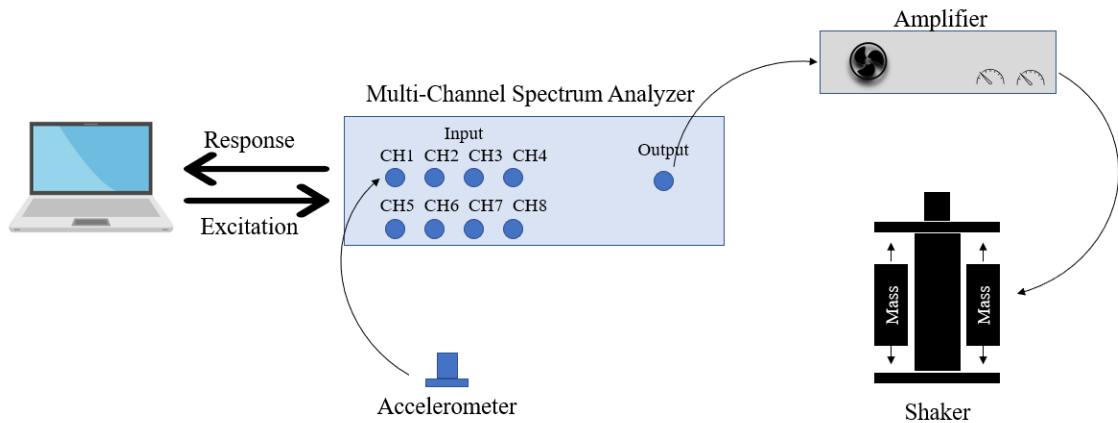 Amplifier
Multi-Channel Spectrum Analyzer
Response
Excitation
Input
CH1 CH2 CH3 CH4
CH5 CH6 CH7 CH8
Output
Mass
Mass
Accelerometer
Shaker